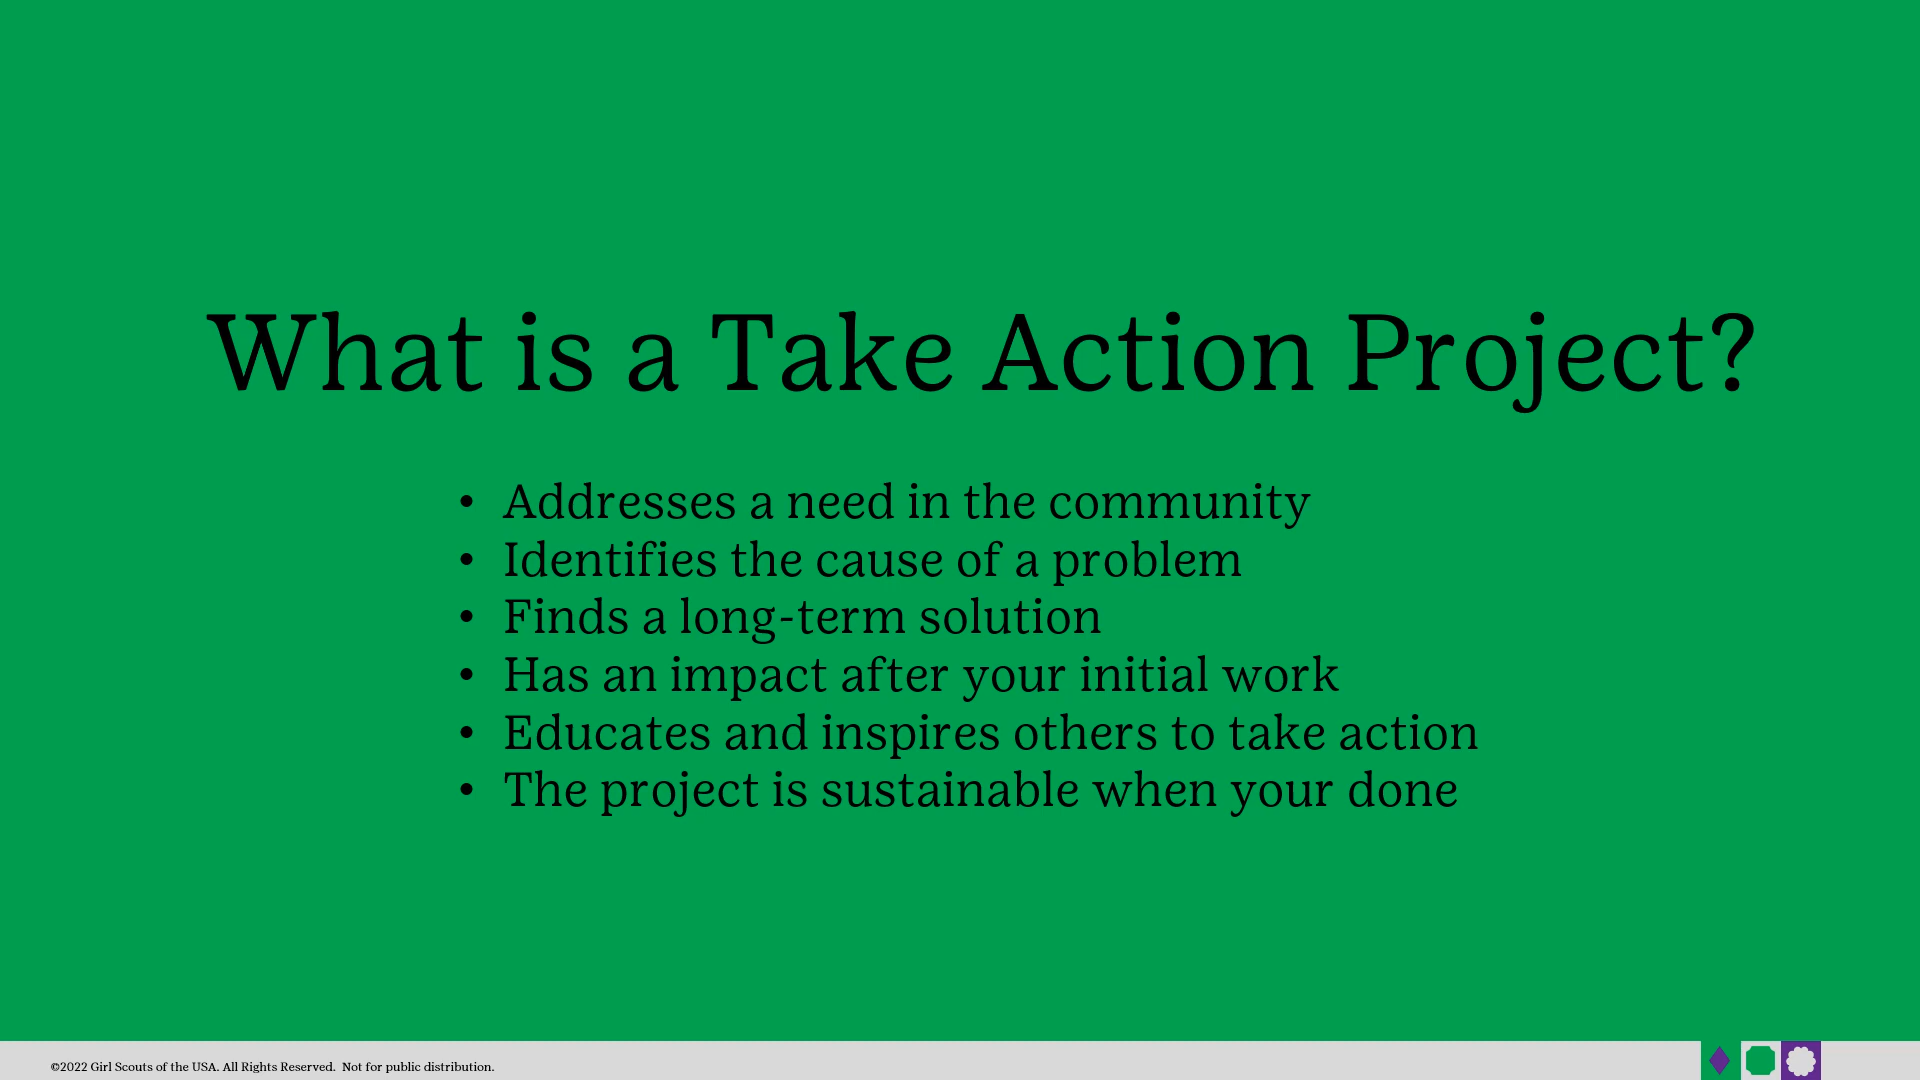 What is a Take Action Project?
• Addresses a need in the community
• Identifies the cause of a problem
• Finds a long-term solution
• Has an impact after your initial work
• Educates and inspires others to take action
• The project is sustainable when your done
©2022 Girl Scouts of the USA. All Rights Reserved.  Not for public distribution.